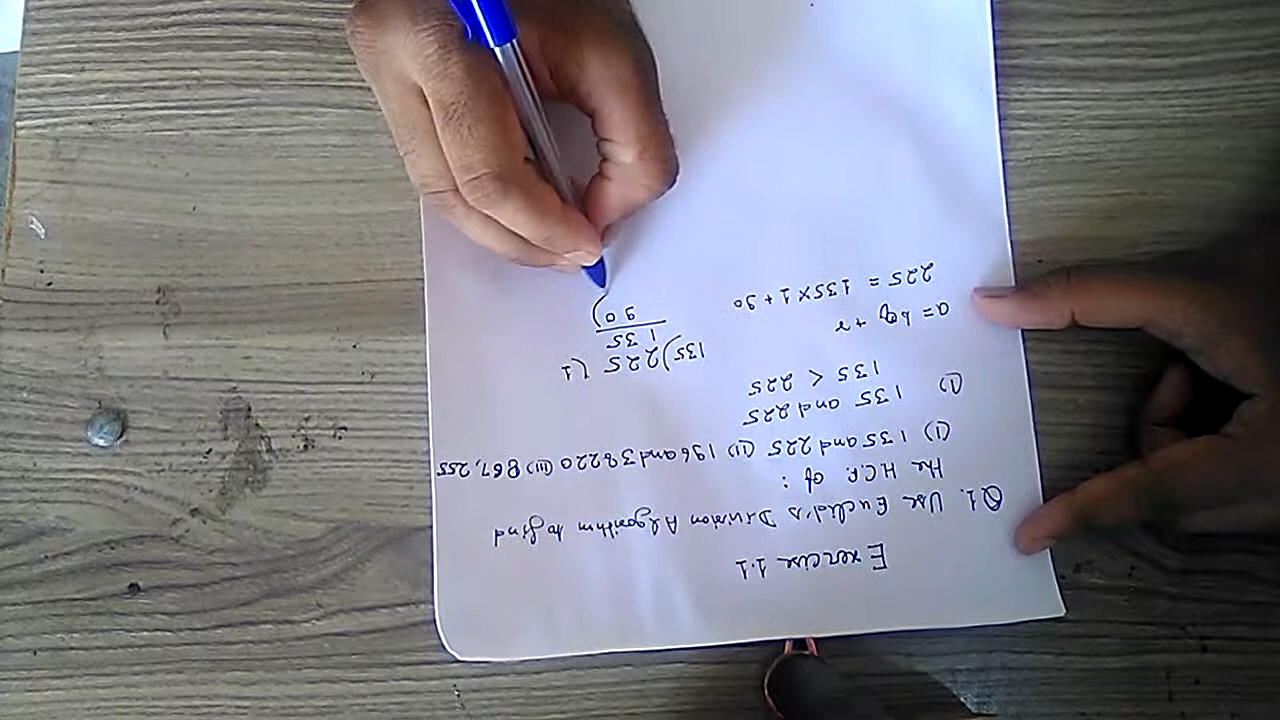 Exercise 1.1
Q1. Use Euclid's Division Algorithm to find
the H.C.F. of :
(i) 135 and 225 (ii) 196 and 38220 (iii) 867, 255
(i) 135 and 225
135 < 225
a = bq + r
225 = 135 × 1 + 90
135) 225 (1
135
90)